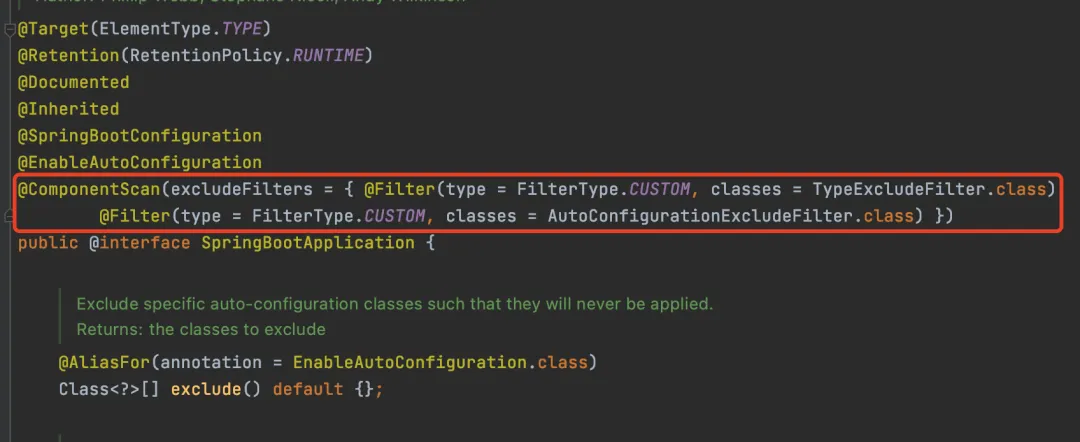 @Target(ElementType.TYPE)
@Retention(RetentionPolicy.RUNTIME)
@Documented
@Inherited
@SpringBootConfiguration
@EnableAutoConfiguration
@ComponentScan(excludeFilters = { @Filter(type = FilterType.CUSTOM, classes = TypeExcludeFilter.class)
@Filter(type = FilterType.CUSTOM, classes = AutoConfigurationExcludeFilter.class) })
public @interface SpringBootApplication {
Exclude specific auto-configuration classes such that they will never be applied.
Returns: the classes to exclude
@AliasFor(annotation = EnableAutoConfiguration.class)
Class<?>[] exclude() default {};